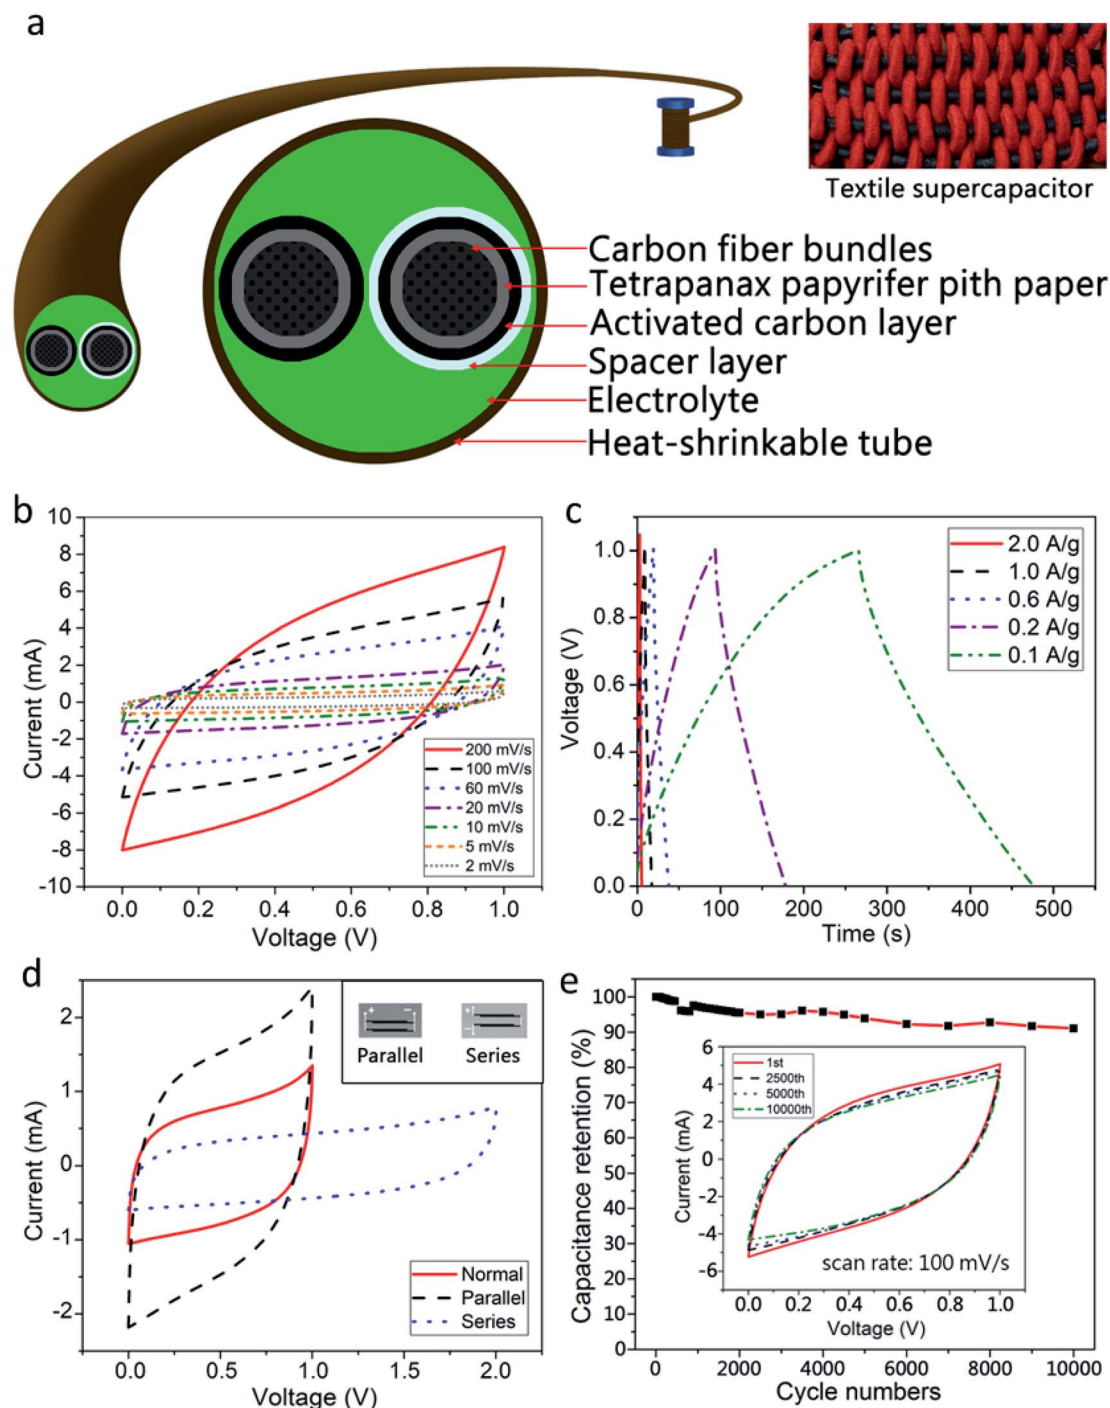 a
Textile supercapacitor
Carbon fiber bundles
Tetrapanax papyrifer pith paper
Activated carbon layer
Spacer layer
Electrolyte
Heat-shrinkable tube
b
10
8
6
4
2
0
-2
-4
-6
-8
-10
Current (mA)
200 mV/s
100 mV/s
60 mV/s
20 mV/s
10 mV/s
5 mV/s
2 mV/s
0.0 0.2 0.4 0.6 0.8 1.0
Voltage (V)
c
1.0
0.8
0.6
0.4
0.2
0.0
Voltage (V)
2.0 A/g
1.0 A/g
0.6 A/g
0.2 A/g
0.1 A/g
0 100 200 300 400 500
Time (s)
d
2
1
0
-1
-2
Current (mA)
+ −
Parallel
+
−
Series
Normal
Parallel
Series
0.0 0.5 1.0 1.5 2.0
Voltage (V)
e
100
90
80
70
60
50
40
30
20
10
0
Capacitance retention (%)
6
4
2
0
-2
-4
-6
Current (mA)
1st
2500th
5000th
10000th
scan rate: 100 mV/s
0.0 0.2 0.4 0.6 0.8 1.0
Voltage (V)
0 2000 4000 6000 8000 10000
Cycle numbers